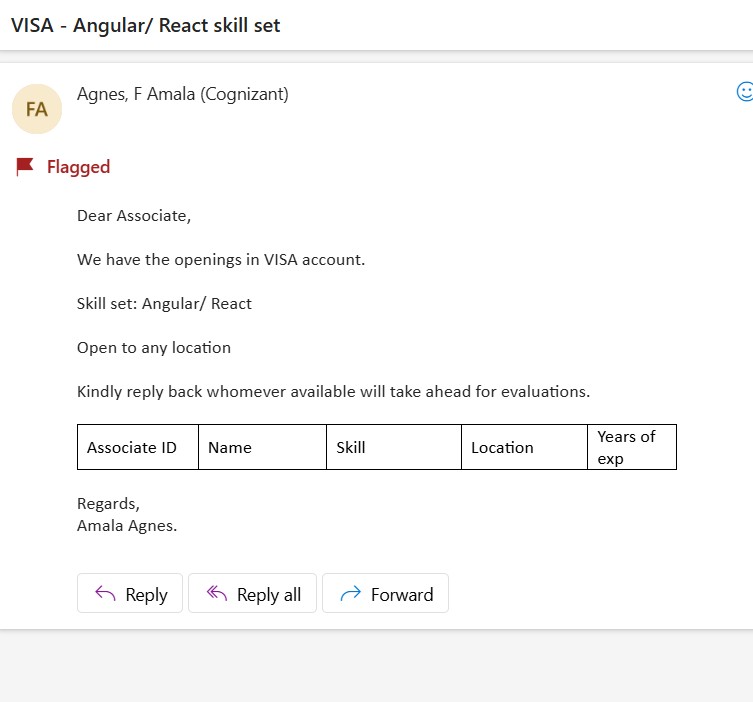 VISA - Angular/ React skill set
FA
Agnes, F Amala (Cognizant)
Flagged
Dear Associate,
We have the openings in VISA account.
Skill set: Angular/ React
Open to any location
Kindly reply back whomever available will take ahead for evaluations.
Associate ID Name Skill Location Years of
exp
Regards,
Amala Agnes.
Reply Reply all Forward